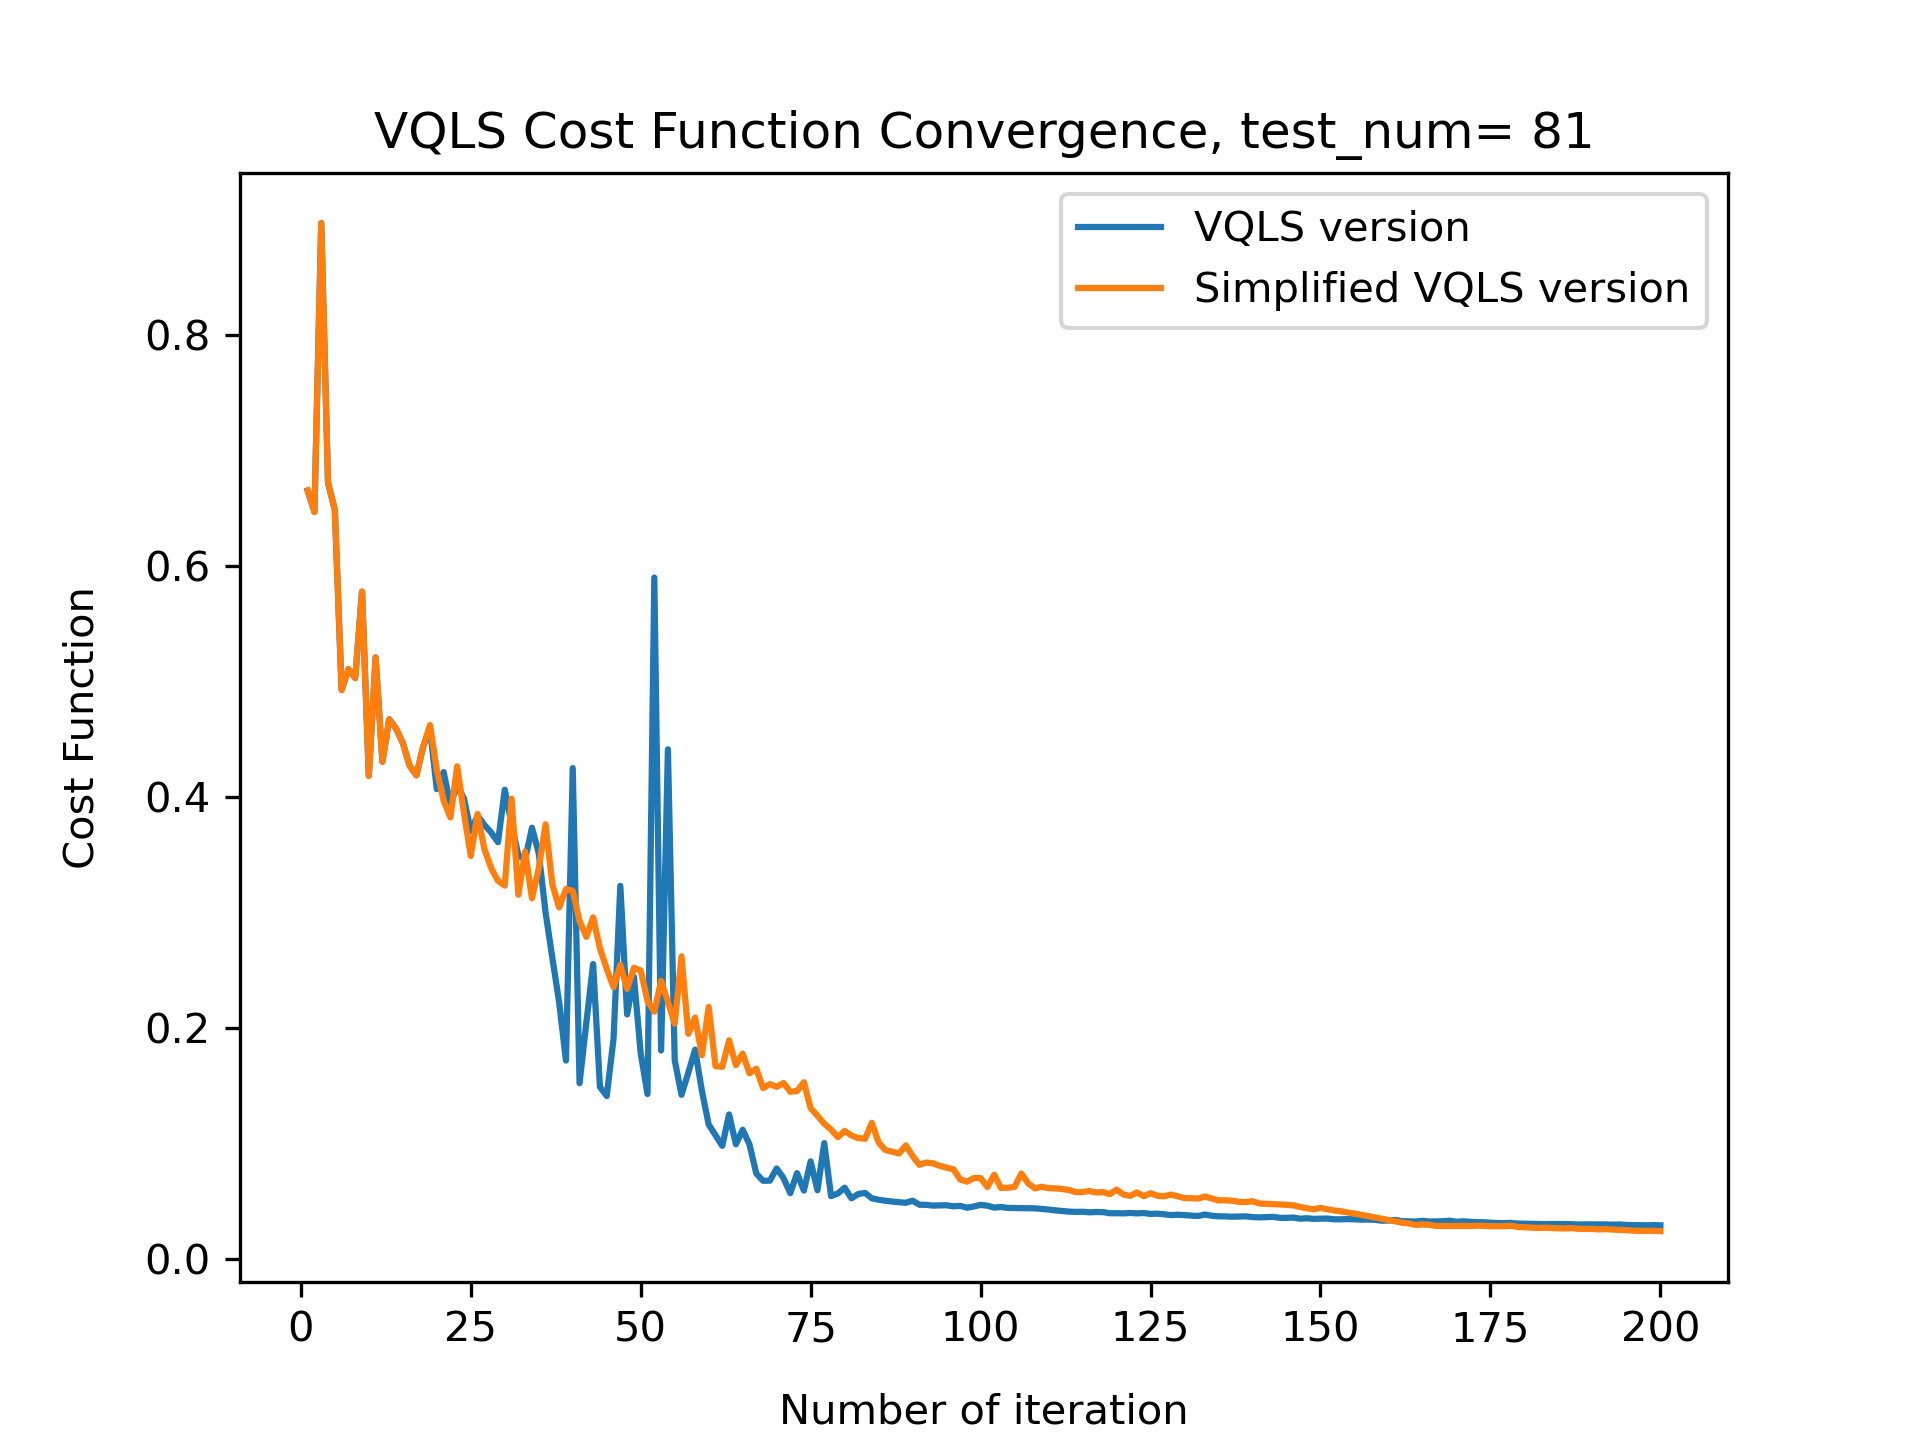 VQLS Cost Function Convergence, test_num= 81
VQLS version
Simplified VQLS version
Cost Function
0.8
0.6
0.4
0.2
0.0
0 25 50 75 100 125 150 175 200
Number of iteration